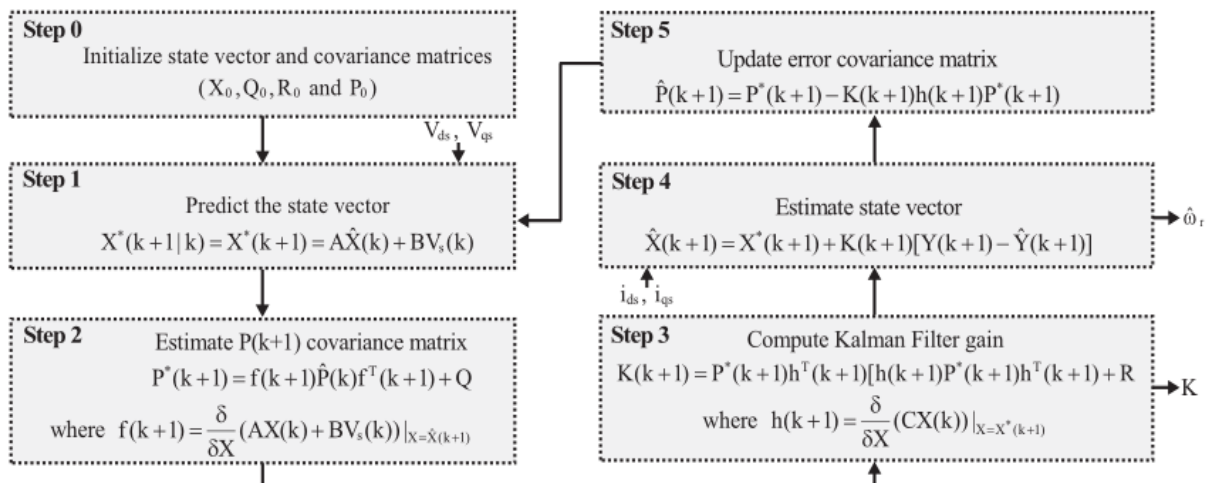 Step 0
Initialize state vector and covariance matrices
(X₀,Q₀,R₀ and P₀)
V_ds, V_qs
Step 1
Predict the state vector
X*(k+1|k)=X*(k+1)=AX̂(k)+BV_s(k)
Step 2
Estimate P(k+1) covariance matrix
P*(k+1)=f(k+1)P̂(k)f^T(k+1)+Q
where f(k+1)=δ/δX(AX(k)+BV_s(k))|_X=X̂(k+1)
Step 5
Update error covariance matrix
P̂(k+1)=P*(k+1)−K(k+1)h(k+1)P*(k+1)
Step 4
Estimate state vector
X̂(k+1)=X*(k+1)+K(k+1)[Y(k+1)−Ŷ(k+1)]
ω̂_r
i_ds, i_qs
Step 3
Compute Kalman Filter gain
K(k+1)=P*(k+1)h^T(k+1)[h(k+1)P*(k+1)h^T(k+1)+R
K
where h(k+1)=δ/δX(CX(k))|_X=X*(k+1)